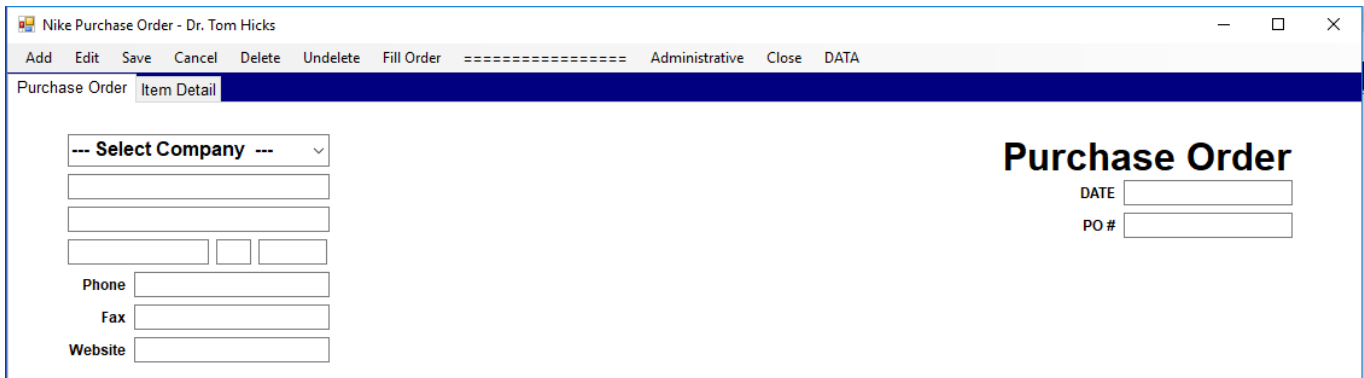 Nike Purchase Order - Dr. Tom Hicks
Add Edit Save Cancel Delete Undelete Fill Order ================= Administrative Close DATA
Purchase Order Item Detail
--- Select Company ---
Purchase Order
DATE
PO #
Phone
Fax
Website